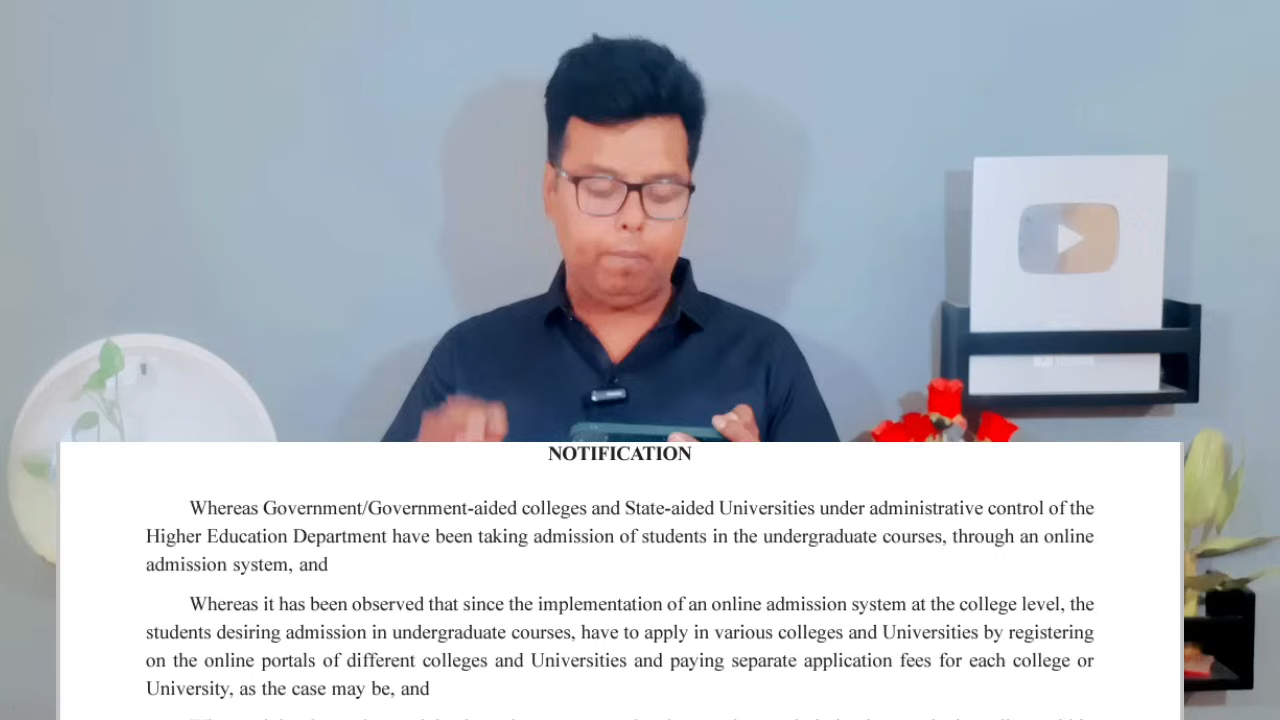 NOTIFICATION
Whereas Government/Government-aided colleges and State-aided Universities under administrative control of the
Higher Education Department have been taking admission of students in the undergraduate courses, through an online
admission system, and
Whereas it has been observed that since the implementation of an online admission system at the college level, the
students desiring admission in undergraduate courses, have to apply in various colleges and Universities by registering
on the online portals of different colleges and Universities and paying separate application fees for each college or
University, as the case may be, and